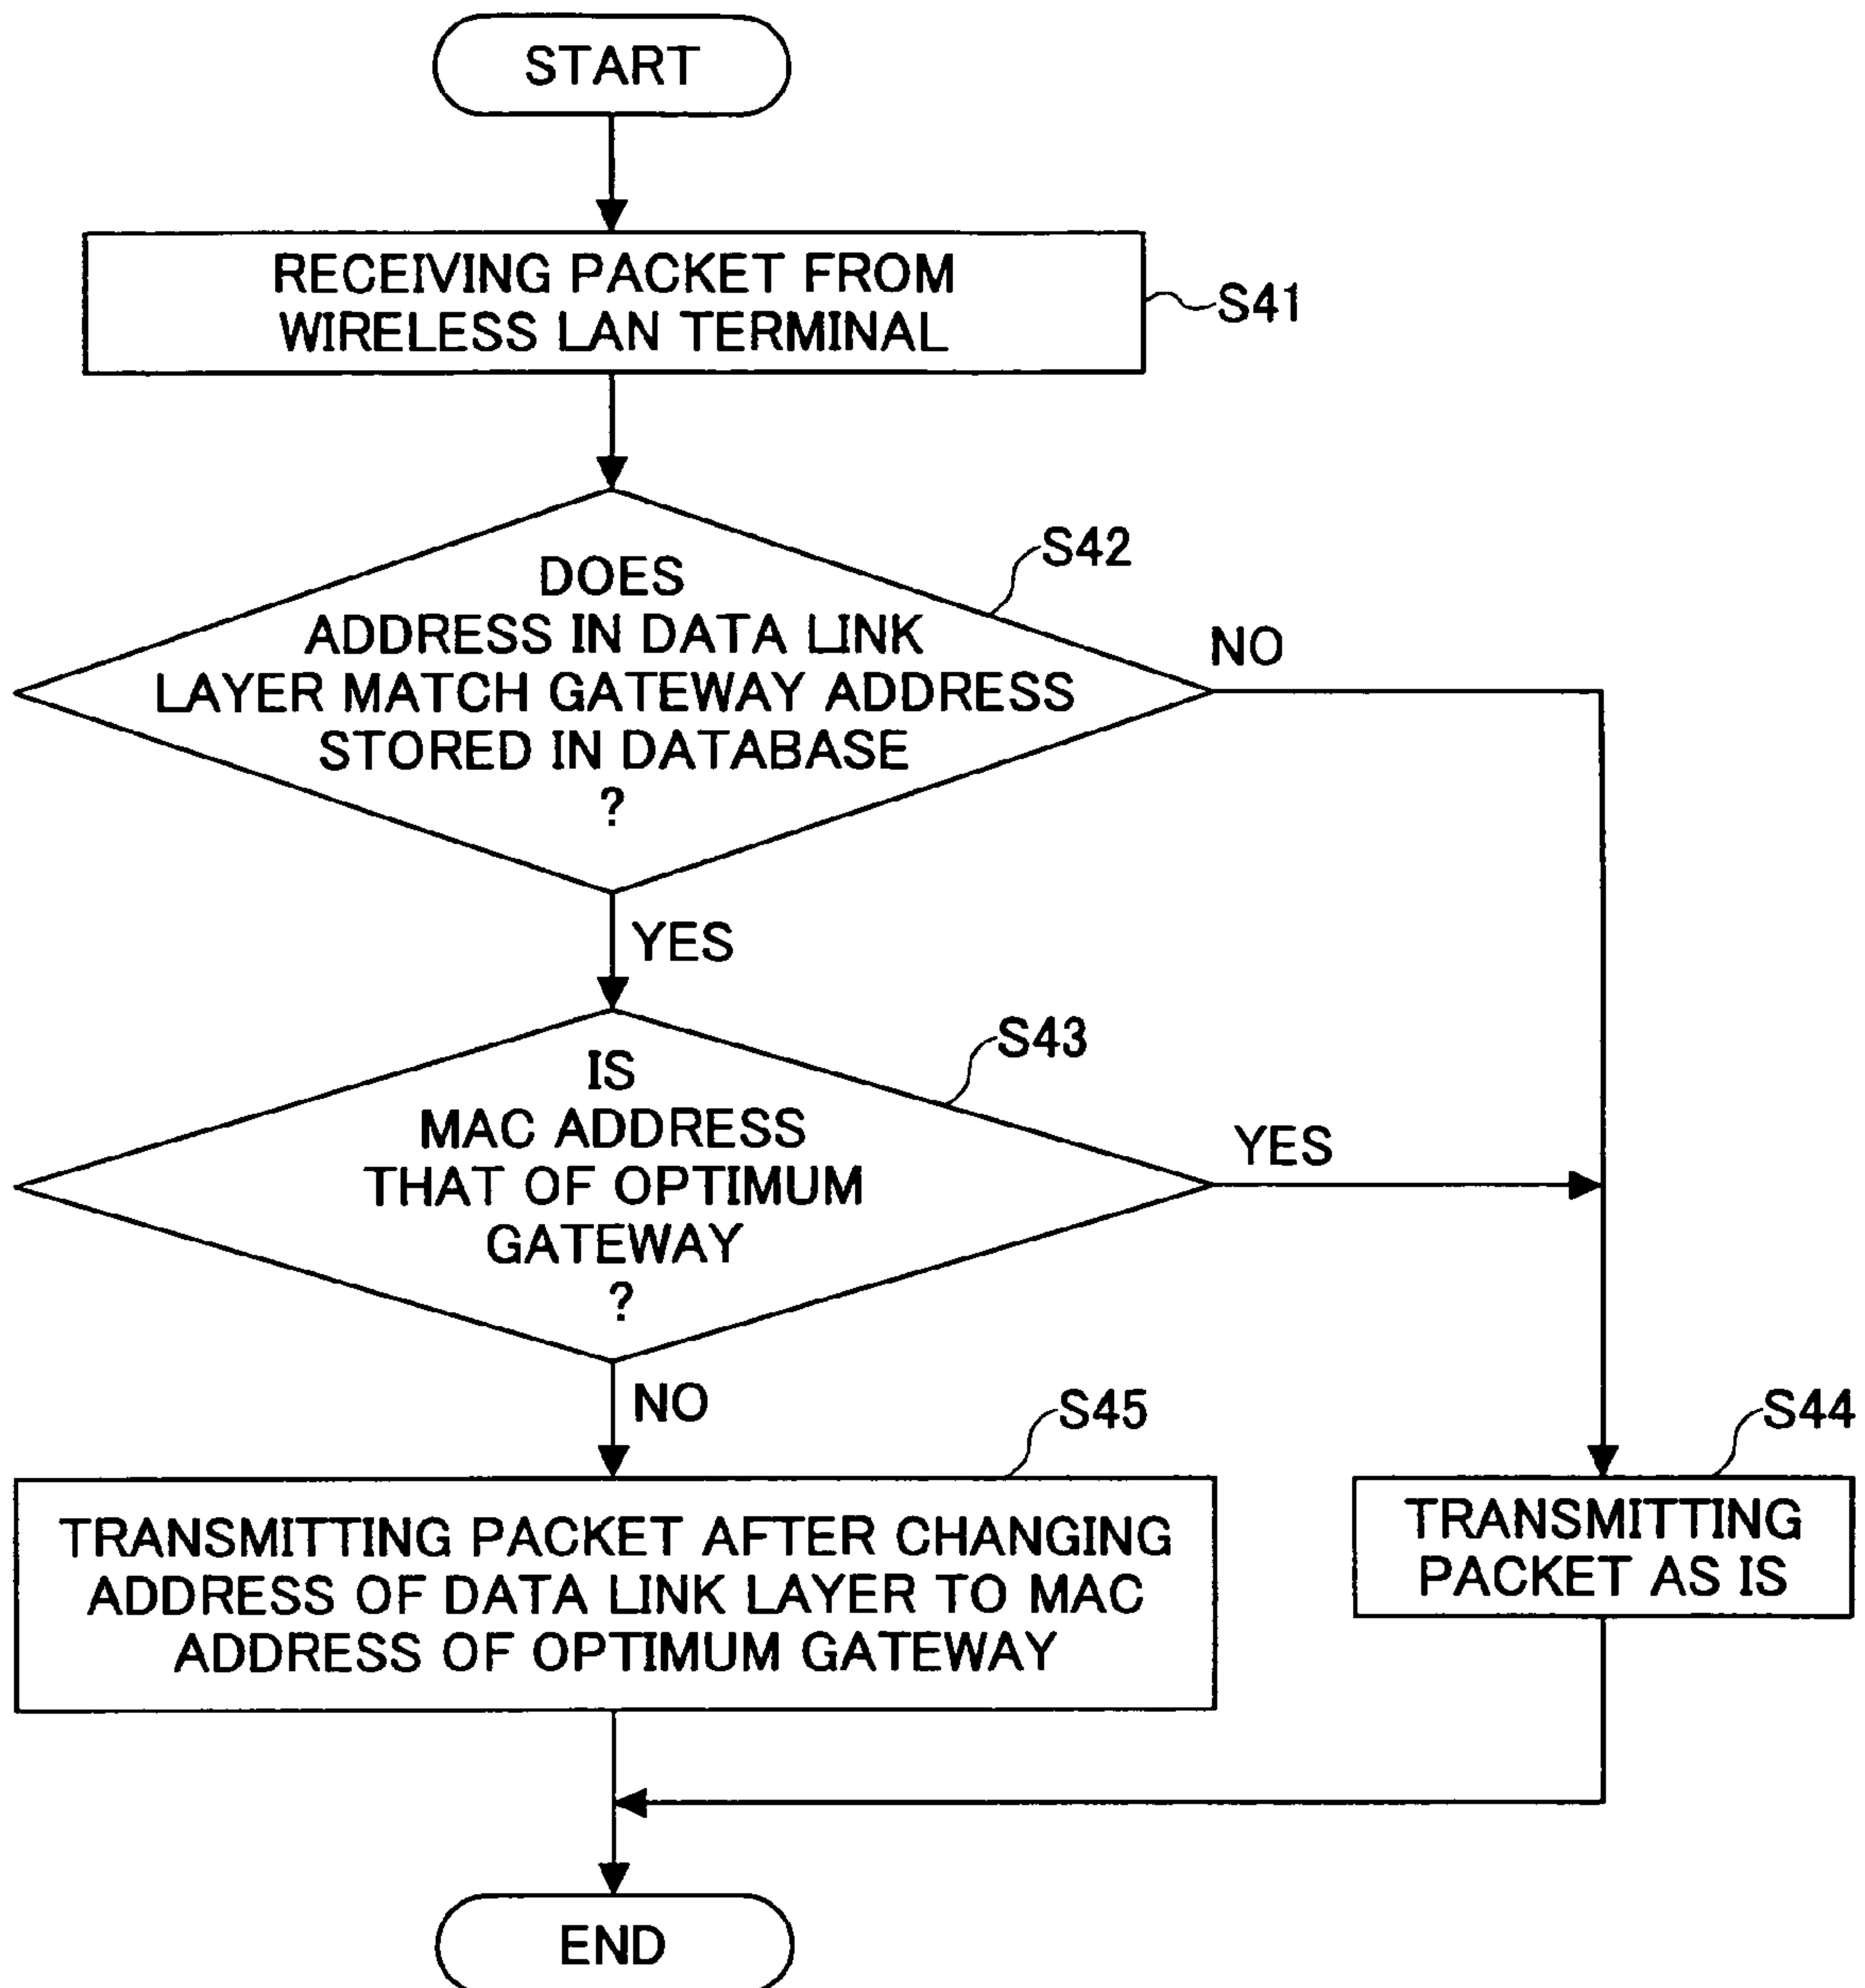 START
RECEIVING PACKET FROM
WIRELESS LAN TERMINAL
S41
S42
DOES
ADDRESS IN DATA LINK
LAYER MATCH GATEWAY ADDRESS
STORED IN DATABASE
?
NO
YES
S43
IS
MAC ADDRESS
THAT OF OPTIMUM
GATEWAY
?
YES
NO
S45
TRANSMITTING PACKET AFTER CHANGING
ADDRESS OF DATA LINK LAYER TO MAC
ADDRESS OF OPTIMUM GATEWAY
S44
TRANSMITTING
PACKET AS IS
END